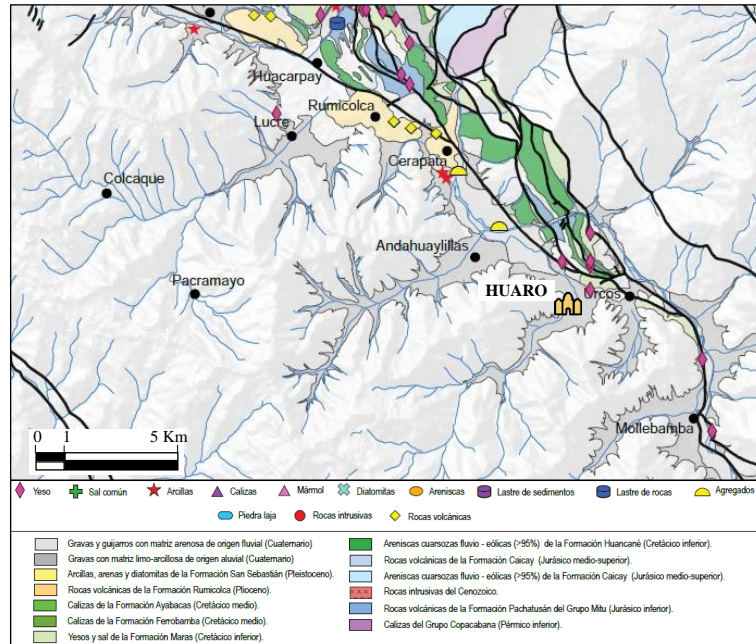 Huacarpay
Rumicolca
Lucre
Cerapata
Colcaque
Andahuaylillas
Pacramayo
HUARO
Urcos
0 1 5 Km
Mollebamba
Yeso Sal común Arcillas Calizas Mármol Diatomitas Areniscas Lastre de sedimentos Lastre de rocas Agregados
Piedra laja Rocas intrusivas Rocas volcánicas
Gravas y guijarros con matriz arenosa de origen fluvial (Cuaternario)
Gravas con matriz limo-arcillosa de origen aluvial (Cuaternario)
Arcillas, arenas y diatomitas de la Formación San Sebastián (Pleistoceno).
Rocas volcánicas de la Formación Rumicolca (Plioceno).
Calizas de la Formación Ayabacas (Cretácico medio).
Calizas de la Formación Ferrobamba (Cretácico medio).
Yesos y sal de la Formación Maras (Cretácico inferior).
Areniscas cuarsozas fluvio - eólicas (>95%) de la Formación Huancané (Cretácico inferior).
Rocas volcánicas de la Formación Caicay (Jurásico medio-superior).
Areniscas cuarsozas fluvio - eólicas (>95%) de la Formación Caicay (Jurásico medio-superior).
Rocas intrusivas del Cenozoico.
Rocas volcánicas de la Formación Pachatusán del Grupo Mitu (Jurásico inferior).
Calizas del Grupo Copacabana (Pérmico inferior).